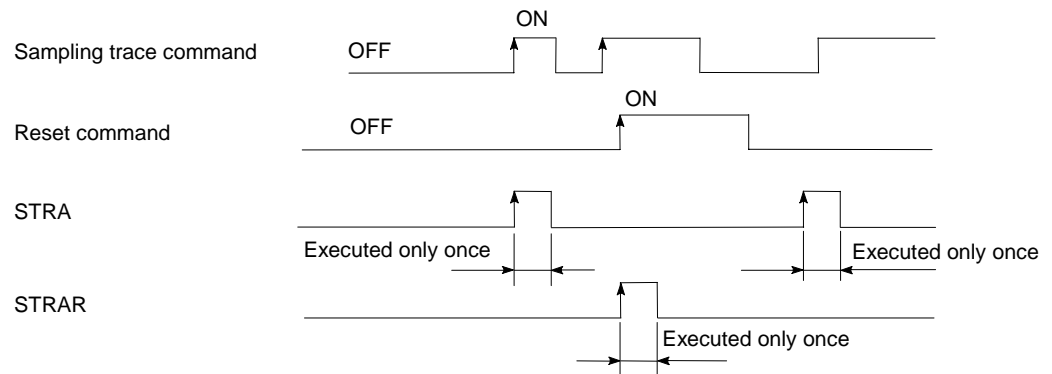 ON
Sampling trace command
OFF
ON
Reset command
OFF
STRA
Executed only once
Executed only once
STRAR
Executed only once